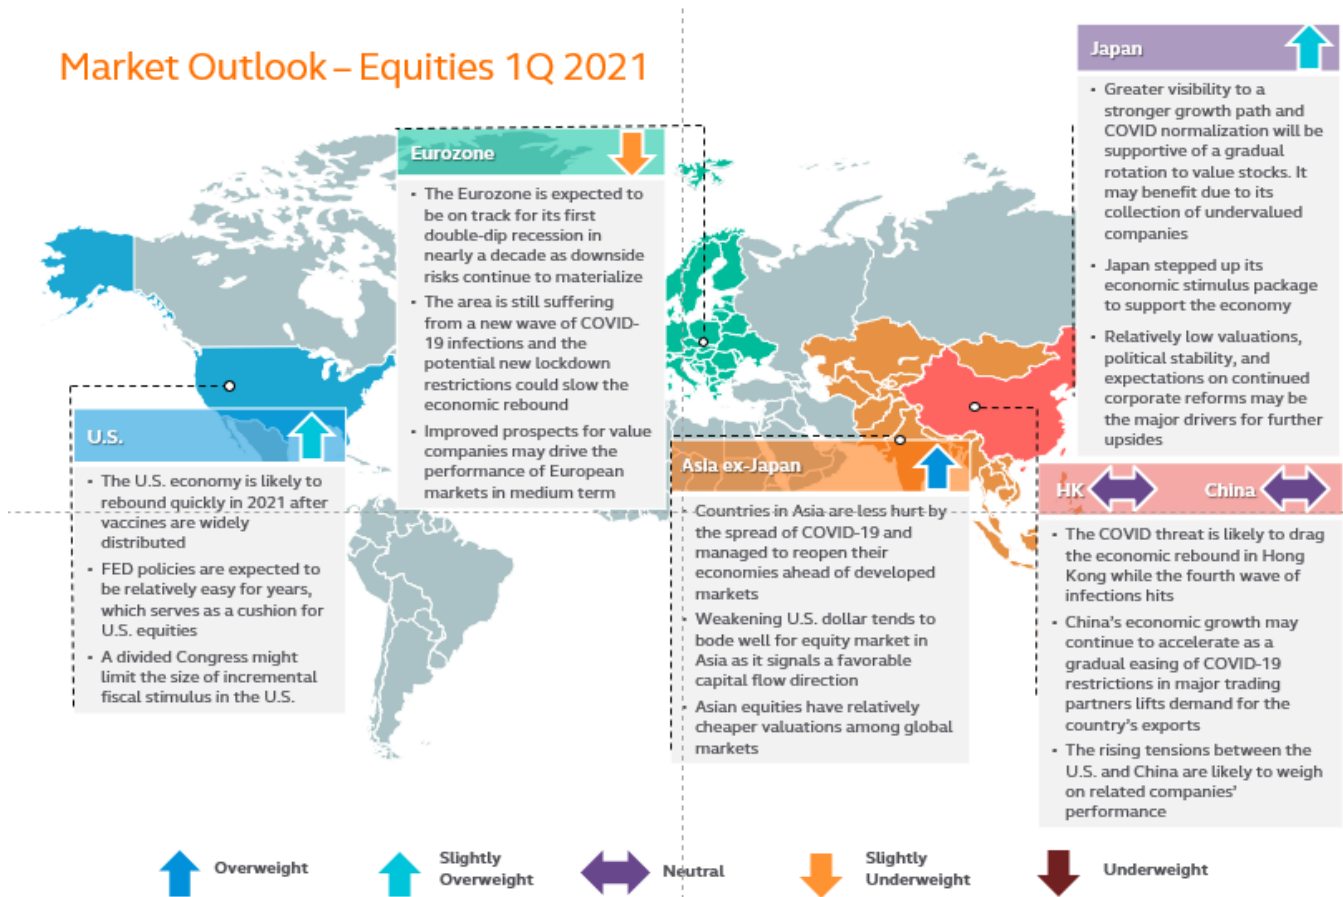 Market Outlook – Equities 1Q 2021
Eurozone
▪ The Eurozone is expected to
be on track for its first
double-dip recession in
nearly a decade as downside
risks continue to materialize
▪ The area is still suffering
from a new wave of COVID-
19 infections and the
potential new lockdown
restrictions could slow the
economic rebound
▪ Improved prospects for value
companies may drive the
performance of European
markets in medium term
U.S.
▪ The U.S. economy is likely to
rebound quickly in 2021 after
vaccines are widely
distributed
▪ FED policies are expected to
be relatively easy for years,
which serves as a cushion for
U.S. equities
▪ A divided Congress might
limit the size of incremental
fiscal stimulus in the U.S.
Asia ex-Japan
▪ Countries in Asia are less hurt by
the spread of COVID-19 and
managed to reopen their
economies ahead of developed
markets
▪ Weakening U.S. dollar tends to
bode well for equity market in
Asia as it signals a favorable
capital flow direction
▪ Asian equities have relatively
cheaper valuations among global
markets
Japan
▪ Greater visibility to a
stronger growth path and
COVID normalization will be
supportive of a gradual
rotation to value stocks. It
may benefit due to its
collection of undervalued
companies
▪ Japan stepped up its
economic stimulus package
to support the economy
▪ Relatively low valuations,
political stability, and
expectations on continued
corporate reforms may be
the major drivers for further
upsides
HK China
▪ The COVID threat is likely to drag
the economic rebound in Hong
Kong while the fourth wave of
infections hits
▪ China's economic growth may
continue to accelerate as a
gradual easing of COVID-19
restrictions in major trading
partners lifts demand for the
country's exports
▪ The rising tensions between the
U.S. and China are likely to weigh
on related companies'
performance
Overweight
Slightly
Overweight
Neutral
Slightly
Underweight
Underweight